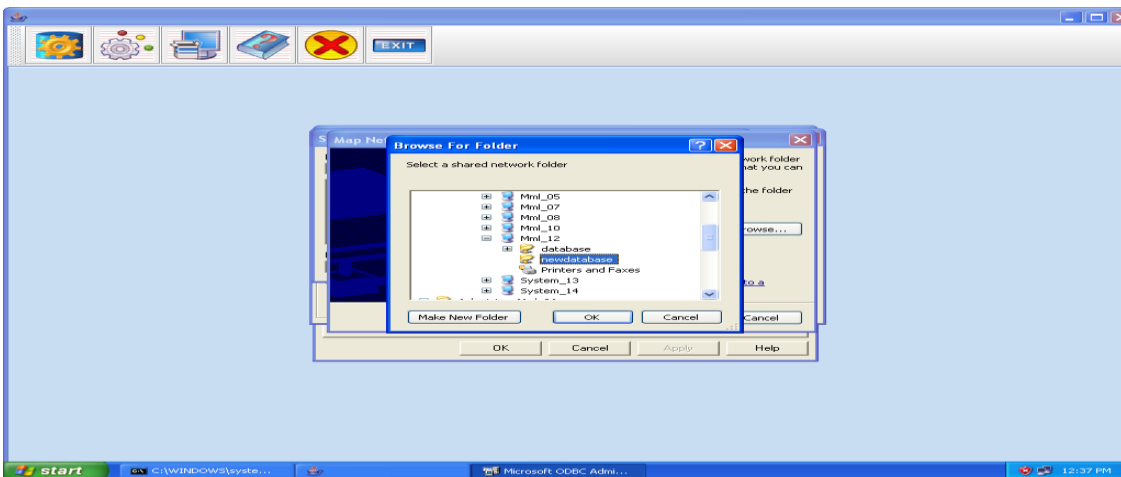 EXIT
S
Map Ne
Browse For Folder
Select a shared network folder
work folder
hat you can
the folder
Mml_05
Mml_07
Mml_08
Mml_10
Mml_12
database
newdatabase
Printers and Faxes
System_13
System_14
rowse...
to a
Make New Folder
OK
Cancel
Cancel
OK
Cancel
Apply
Help
start
C:\WINDOWS\syste...
Microsoft ODBC Admi...
12:37 PM